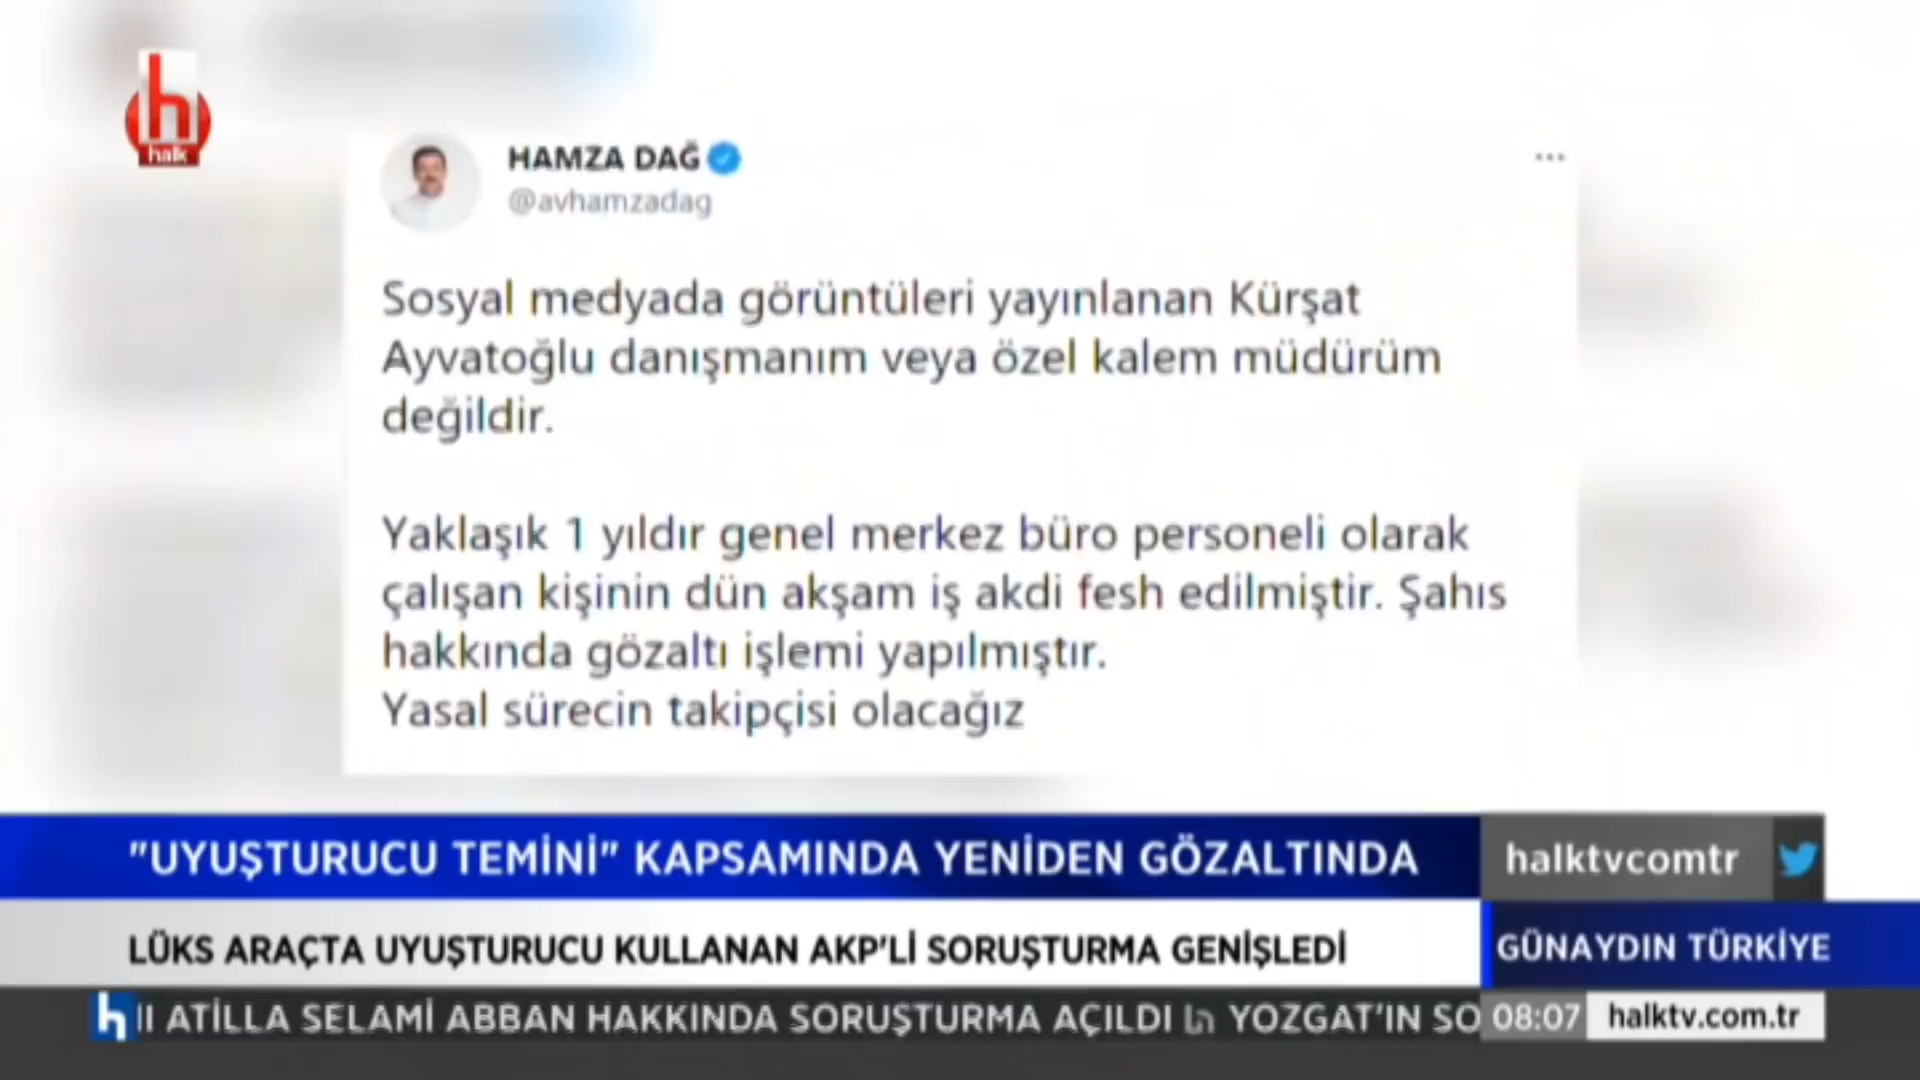 h
halk
HAMZA DAĞ
@avhamzadag
Sosyal medyada görüntüleri yayınlanan Kürşat
Ayvatoğlu danışmanım veya özel kalem müdürüm
değildir.
Yaklaşık 1 yıldır genel merkez büro personeli olarak
çalışan kişinin dün akşam iş akdi fesh edilmiştir. Şahıs
hakkında gözaltı işlemi yapılmıştır.
Yasal sürecin takipçisi olacağız
"UYUŞTURUCU TEMİNİ" KAPSAMINDA YENİDEN GÖZALTINDA
halktvcomtr
LÜKS ARAÇTA UYUŞTURUCU KULLANAN AKP'Lİ SORUŞTURMA GENİŞLEDİ
GÜNAYDIN TÜRKİYE
h ATİLLA SELAMİ ABBAN HAKKINDA SORUŞTURMA AÇILDI h YOZGAT'IN SO
08:07
halktv.com.tr